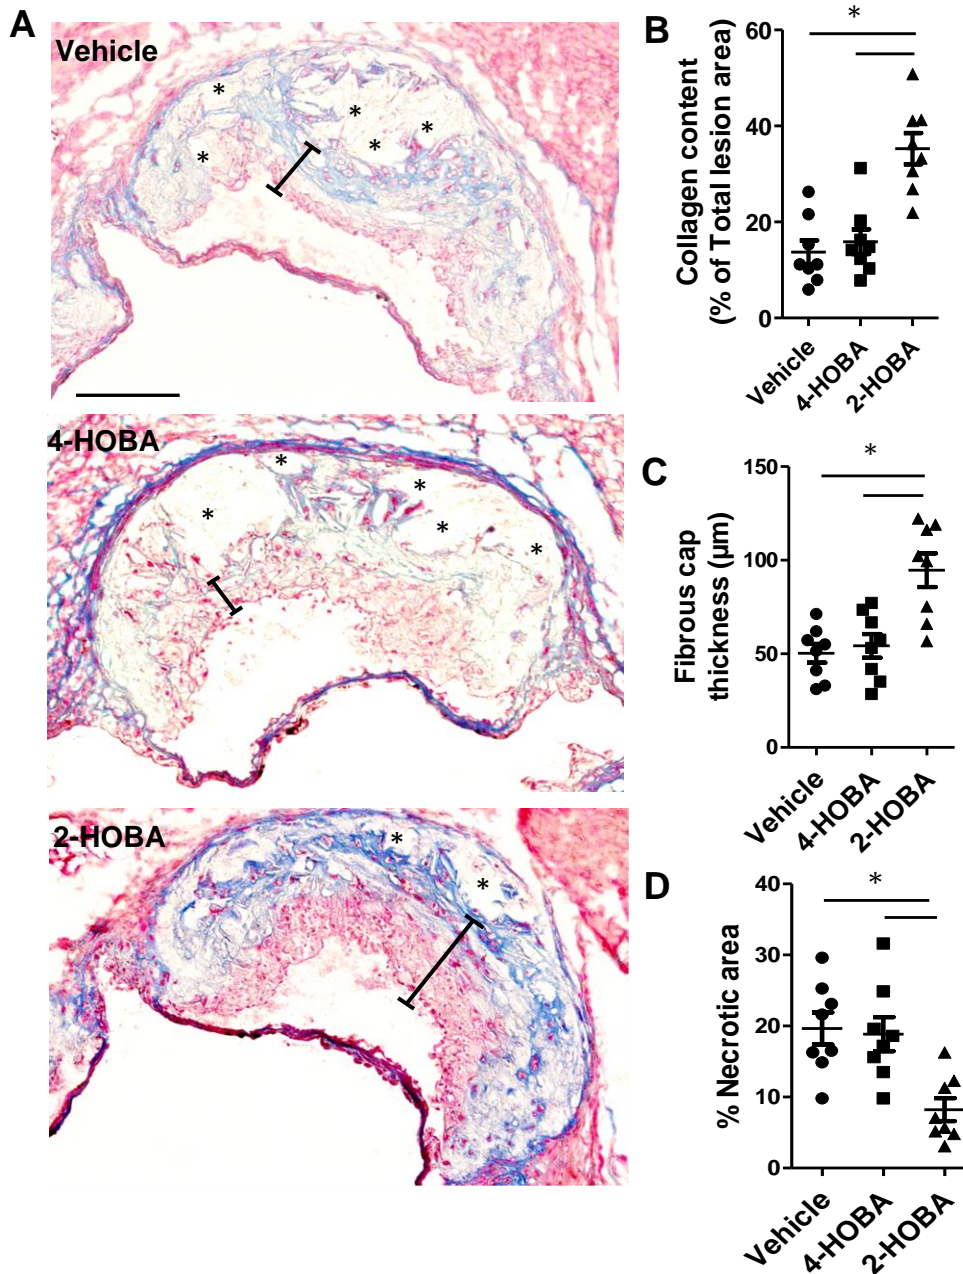 A
Vehicle
*
*
*
*
*
4-HOBA
*
*
*
*
*
2-HOBA
*
*
B
*
Collagen content
(% of Total lesion area)
60
40
20
0
Vehicle
4-HOBA
2-HOBA
C
*
Fibrous cap
thickness (μm)
150
100
50
0
Vehicle
4-HOBA
2-HOBA
D
*
% Necrotic area
40
30
20
10
0
Vehicle
4-HOBA
2-HOBA